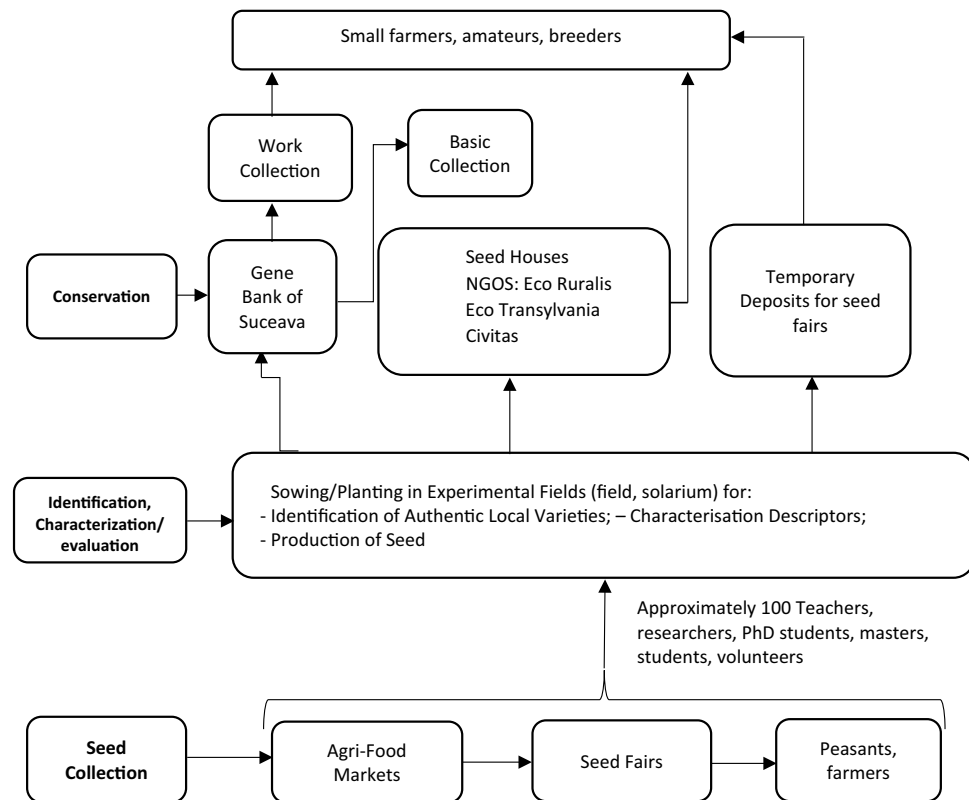 Small farmers, amateurs, breeders
Work
Collection
Basic
Collection
Conservation
Gene
Bank of
Suceava
Seed Houses
NGOS: Eco Ruralis
Eco Transylvania
Civitas
Temporary
Deposits for seed
fairs
Identification,
Characterization/
evaluation
Sowing/Planting in Experimental Fields (field, solarium) for:
- Identification of Authentic Local Varieties; – Characterisation Descriptors;
- Production of Seed
Approximately 100 Teachers,
researchers, PhD students, masters,
students, volunteers
Seed
Collection
Agri-Food
Markets
Seed Fairs
Peasants,
farmers